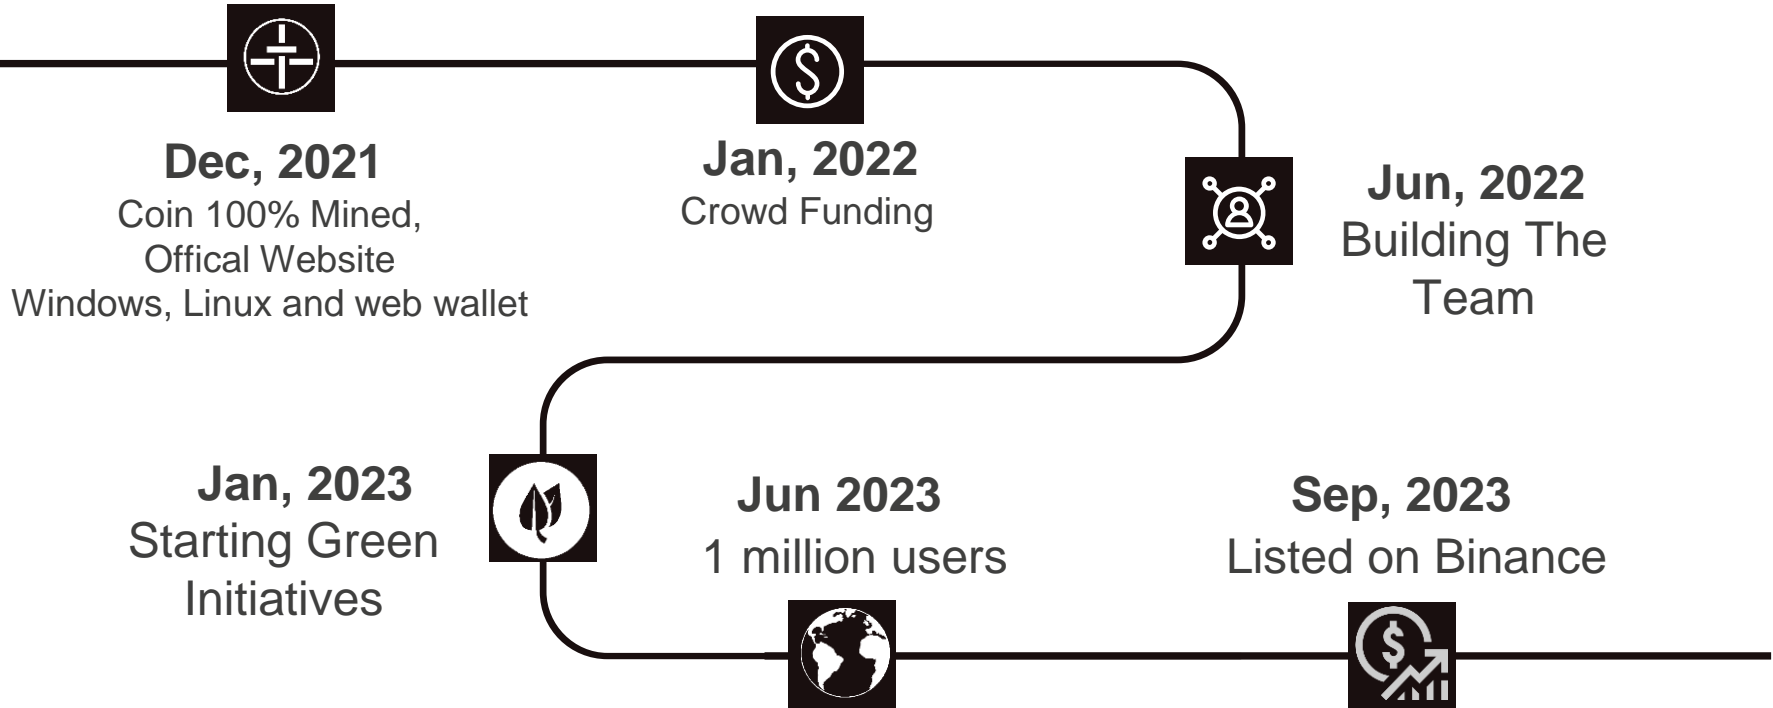 Dec, 2021
Coin 100% Mined,
Offical Website
Windows, Linux and web wallet
Jan, 2022
Crowd Funding
Jun, 2022
Building The
Team
Jan, 2023
Starting Green
Initiatives
Jun 2023
1 million users
Sep, 2023
Listed on Binance